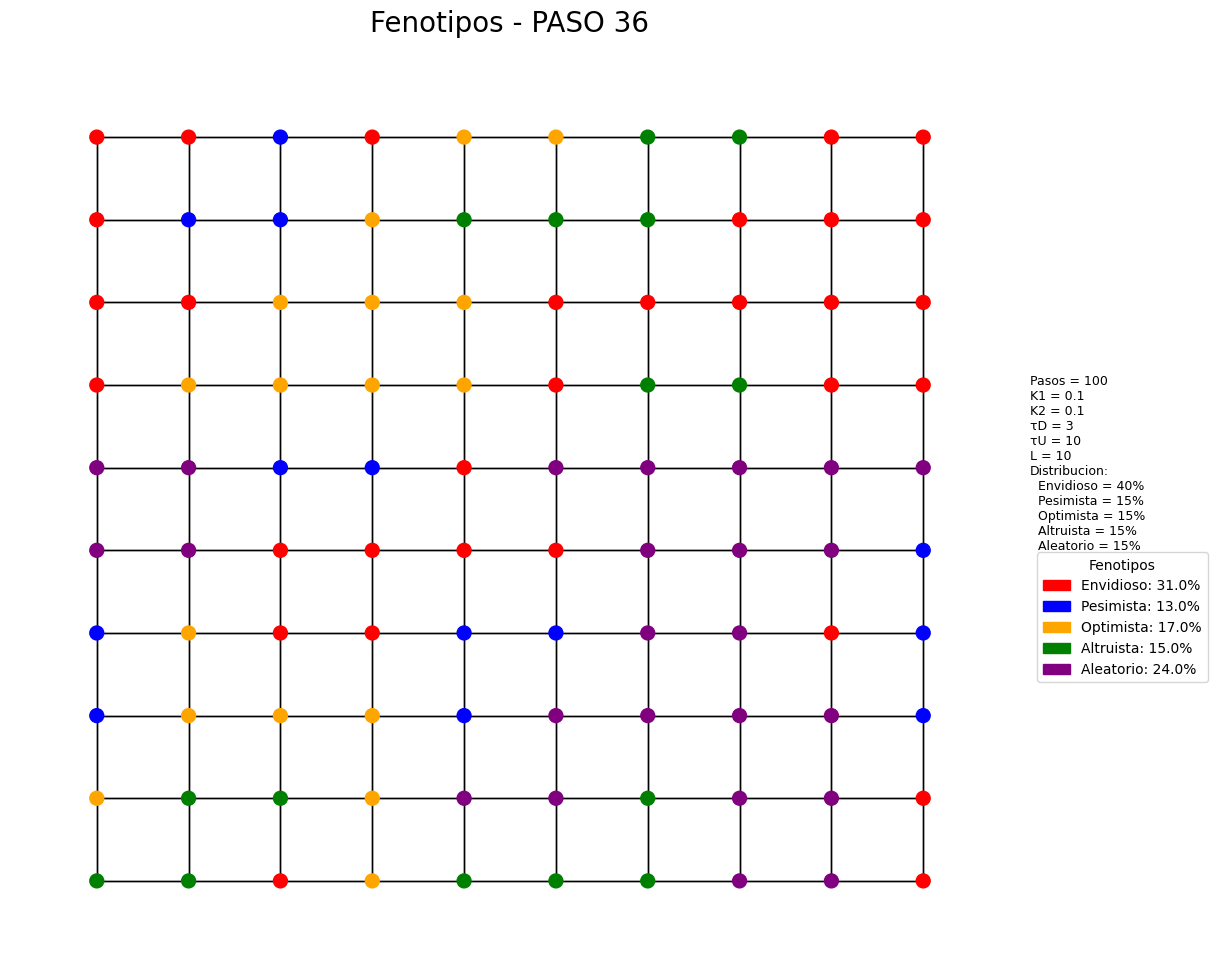 Fenotipos - PASO 36
Pasos = 100
K1 = 0.1
K2 = 0.1
τD = 3
τU = 10
L = 10
Distribucion:
Envidioso = 40%
Pesimista = 15%
Optimista = 15%
Altruista = 15%
Aleatorio = 15%
Fenotipos
Envidioso: 31.0%
Pesimista: 13.0%
Optimista: 17.0%
Altruista: 15.0%
Aleatorio: 24.0%